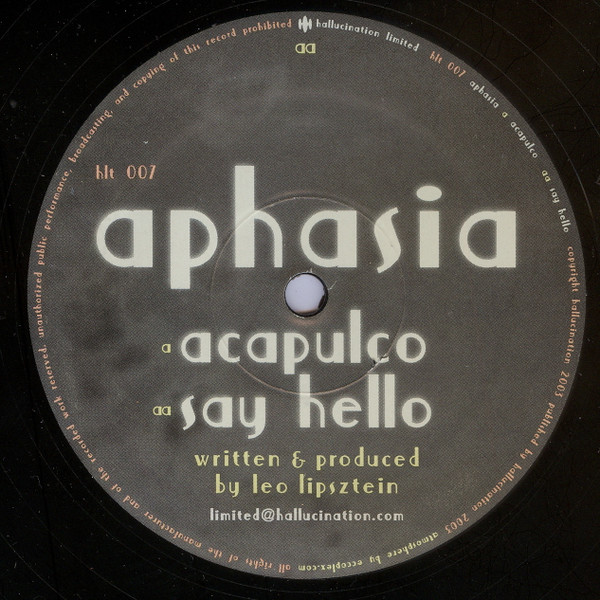 unauthorized public performance, broadcasting, and copying of this record prohibited hallucination limited hlt 007 aphasia a acapulco aa say hello
copyright hallucination 2003 published by hallucination 2003 atmosphere by eccoplex.com all rights of the manufacturer and of the recorded work reserved.
aa
hlt 007
aphasia
a acapulco
aa say hello
written & produced
by leo lipsztein
limited@hallucination.com